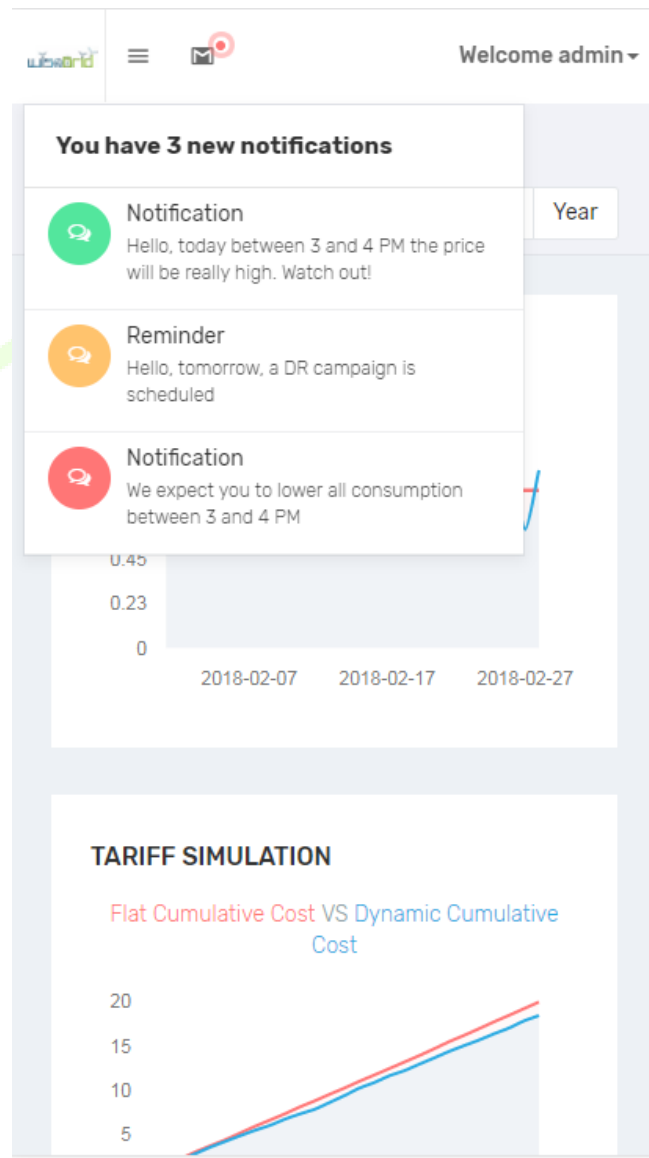 wiseGRID
Welcome admin
You have 3 new notifications
Notification
Hello, today between 3 and 4 PM the price
will be really high. Watch out!
Year
Reminder
Hello, tomorrow, a DR campaign is
scheduled
Notification
We expect you to lower all consumption
between 3 and 4 PM
0.45
0.23
0
2018-02-07 2018-02-17 2018-02-27
TARIFF SIMULATION
Flat Cumulative Cost VS Dynamic Cumulative
Cost
20
15
10
5